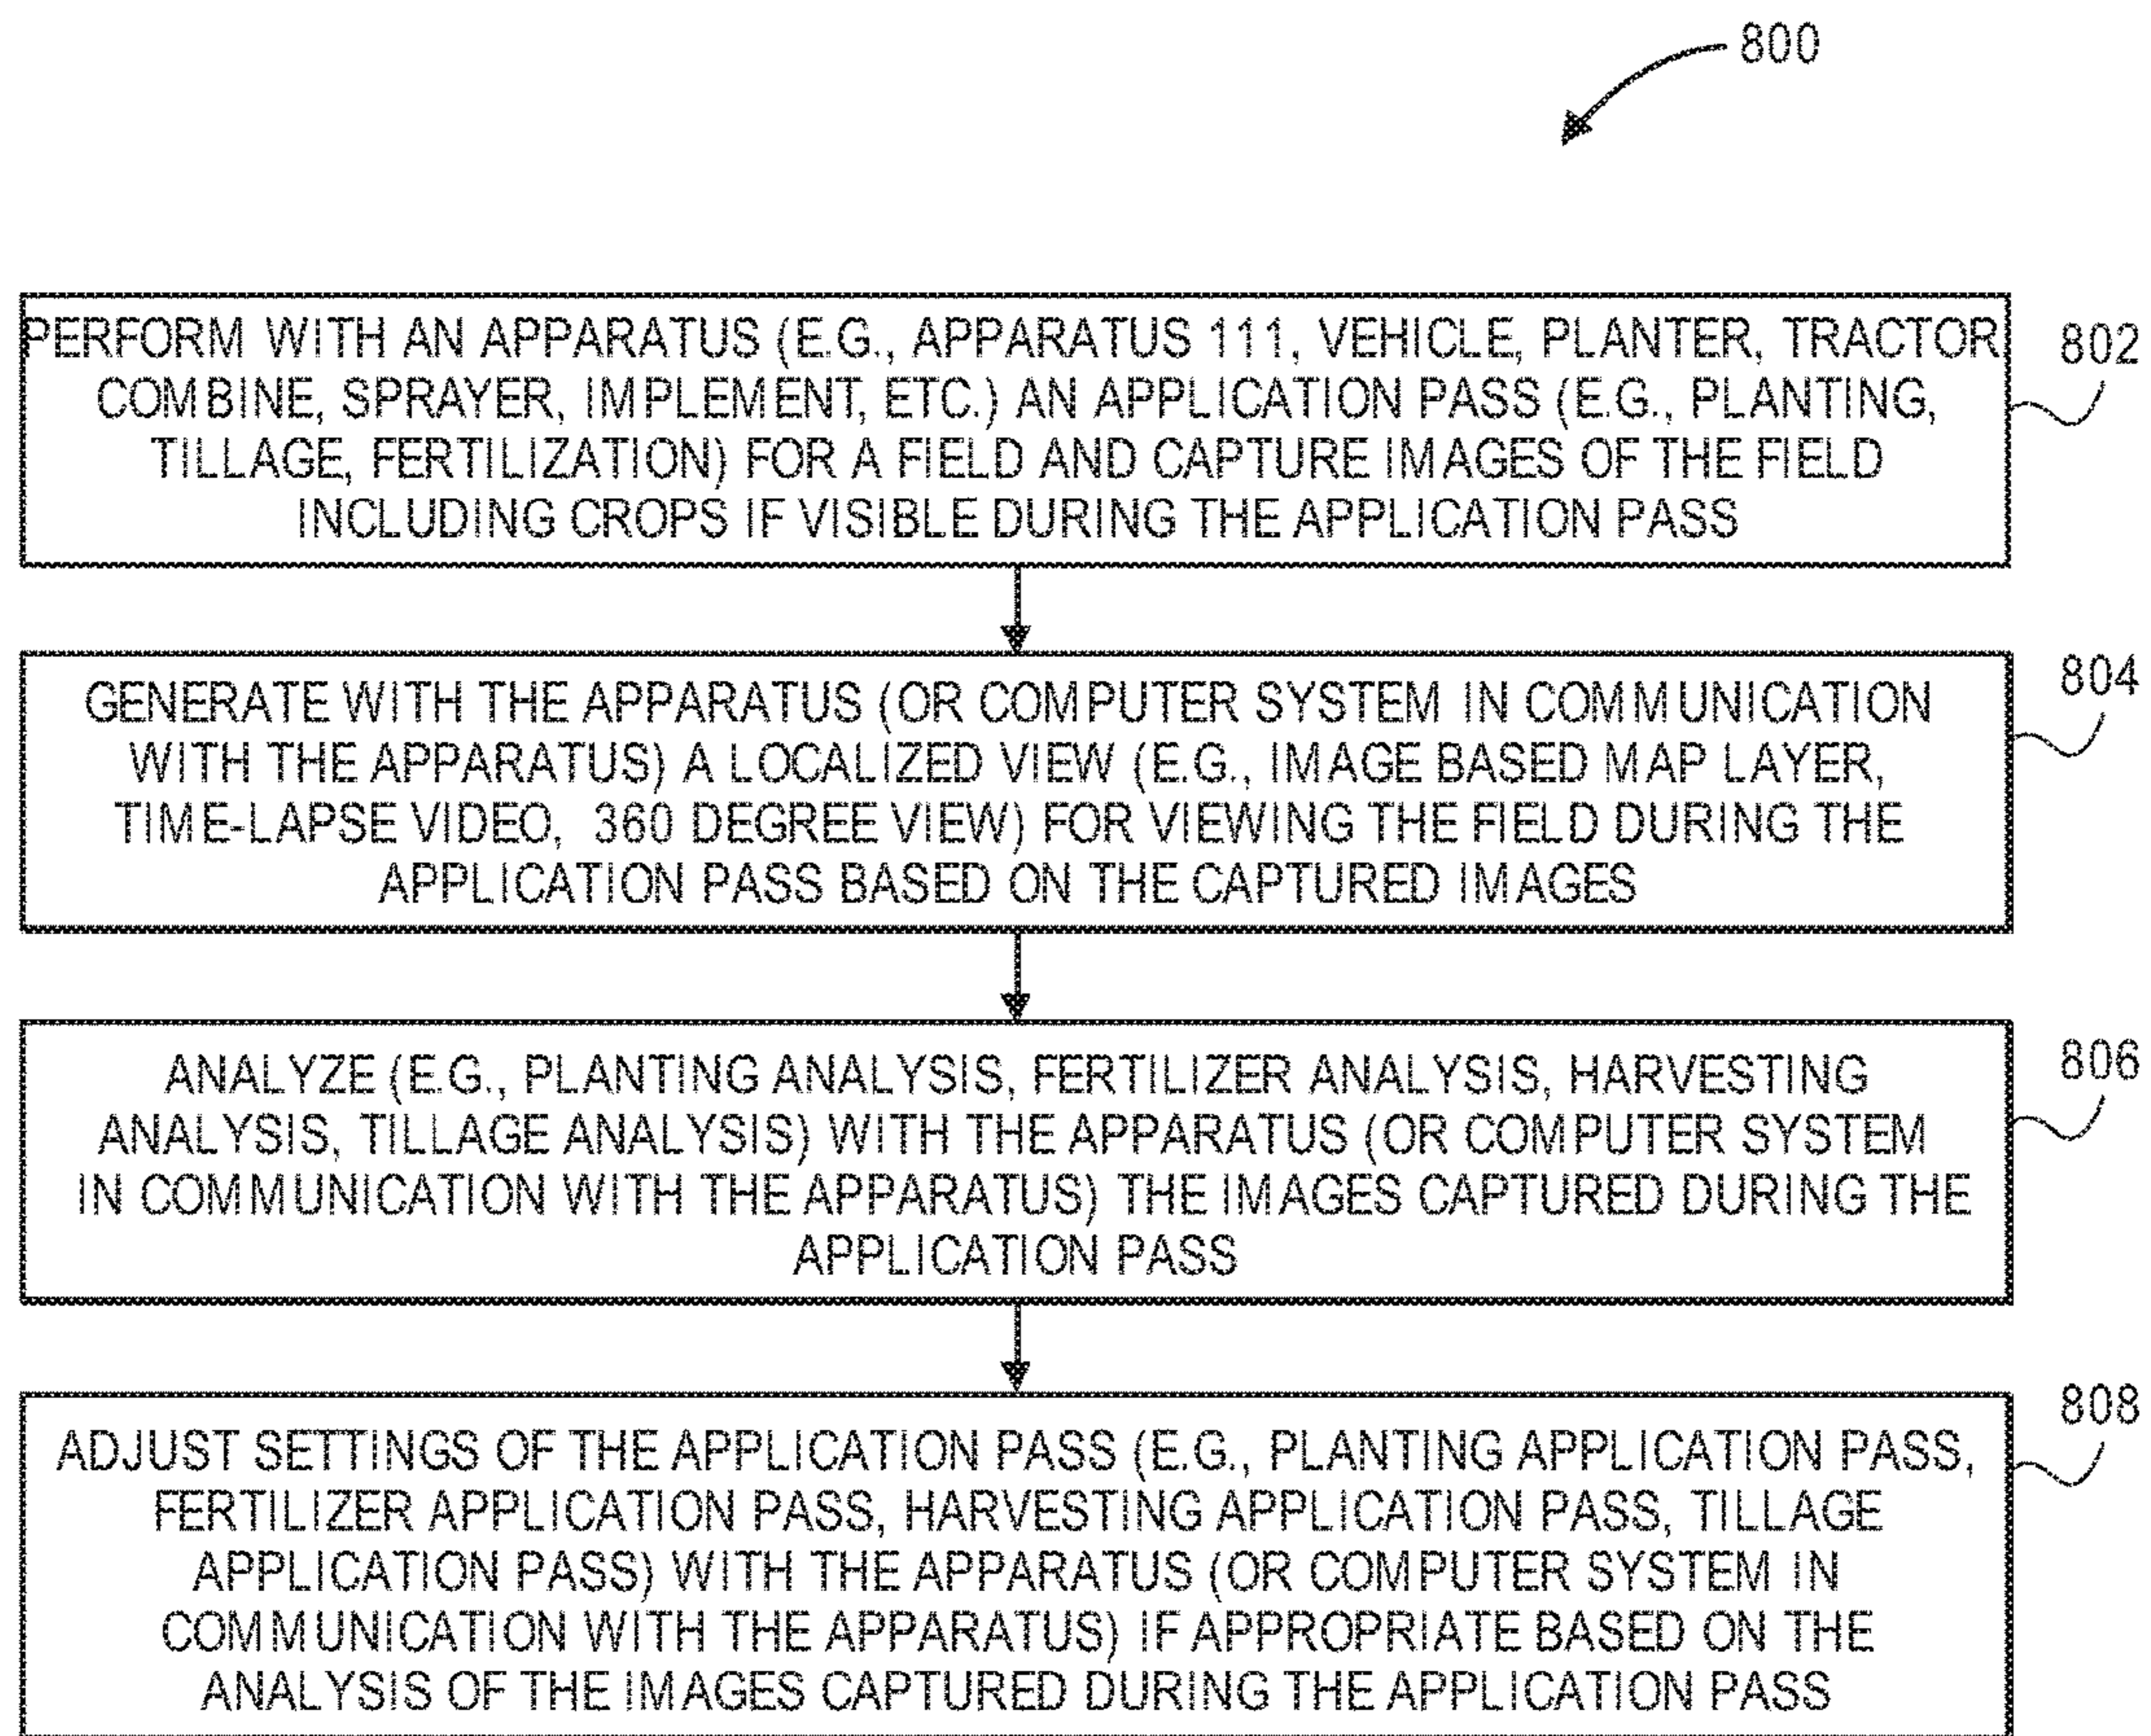 800
PERFORM WITH AN APPARATUS (E.G., APPARATUS 111, VEHICLE, PLANTER, TRACTOR
COMBINE, SPRAYER, IMPLEMENT, ETC.) AN APPLICATION PASS (E.G., PLANTING,
TILLAGE, FERTILIZATION) FOR A FIELD AND CAPTURE IMAGES OF THE FIELD
INCLUDING CROPS IF VISIBLE DURING THE APPLICATION PASS
802
GENERATE WITH THE APPARATUS (OR COMPUTER SYSTEM IN COMMUNICATION
WITH THE APPARATUS) A LOCALIZED VIEW (E.G., IMAGE BASED MAP LAYER,
TIME-LAPSE VIDEO, 360 DEGREE VIEW) FOR VIEWING THE FIELD DURING THE
APPLICATION PASS BASED ON THE CAPTURED IMAGES
804
ANALYZE (E.G., PLANTING ANALYSIS, FERTILIZER ANALYSIS, HARVESTING
ANALYSIS, TILLAGE ANALYSIS) WITH THE APPARATUS (OR COMPUTER SYSTEM
IN COMMUNICATION WITH THE APPARATUS) THE IMAGES CAPTURED DURING THE
APPLICATION PASS
806
ADJUST SETTINGS OF THE APPLICATION PASS (E.G., PLANTING APPLICATION PASS,
FERTILIZER APPLICATION PASS, HARVESTING APPLICATION PASS, TILLAGE
APPLICATION PASS) WITH THE APPARATUS (OR COMPUTER SYSTEM IN
COMMUNICATION WITH THE APPARATUS) IF APPROPRIATE BASED ON THE
ANALYSIS OF THE IMAGES CAPTURED DURING THE APPLICATION PASS
808